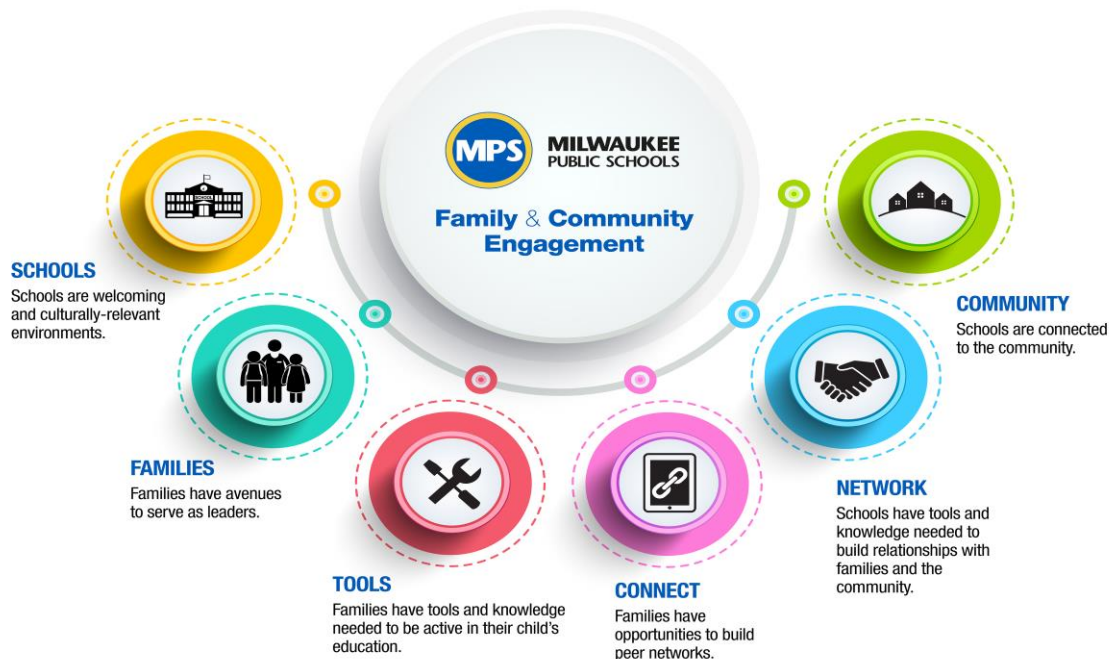 MPS
MILWAUKEE
PUBLIC SCHOOLS
Family & Community
Engagement
SCHOOL
SCHOOLS
Schools are welcoming
and culturally-relevant
environments.
FAMILIES
Families have avenues
to serve as leaders.
TOOLS
Families have tools and knowledge
needed to be active in their child's
education.
CONNECT
Families have
opportunities to build
peer networks.
NETWORK
Schools have tools and
knowledge needed to
build relationships with
families and the
community.
COMMUNITY
Schools are connected
to the community.